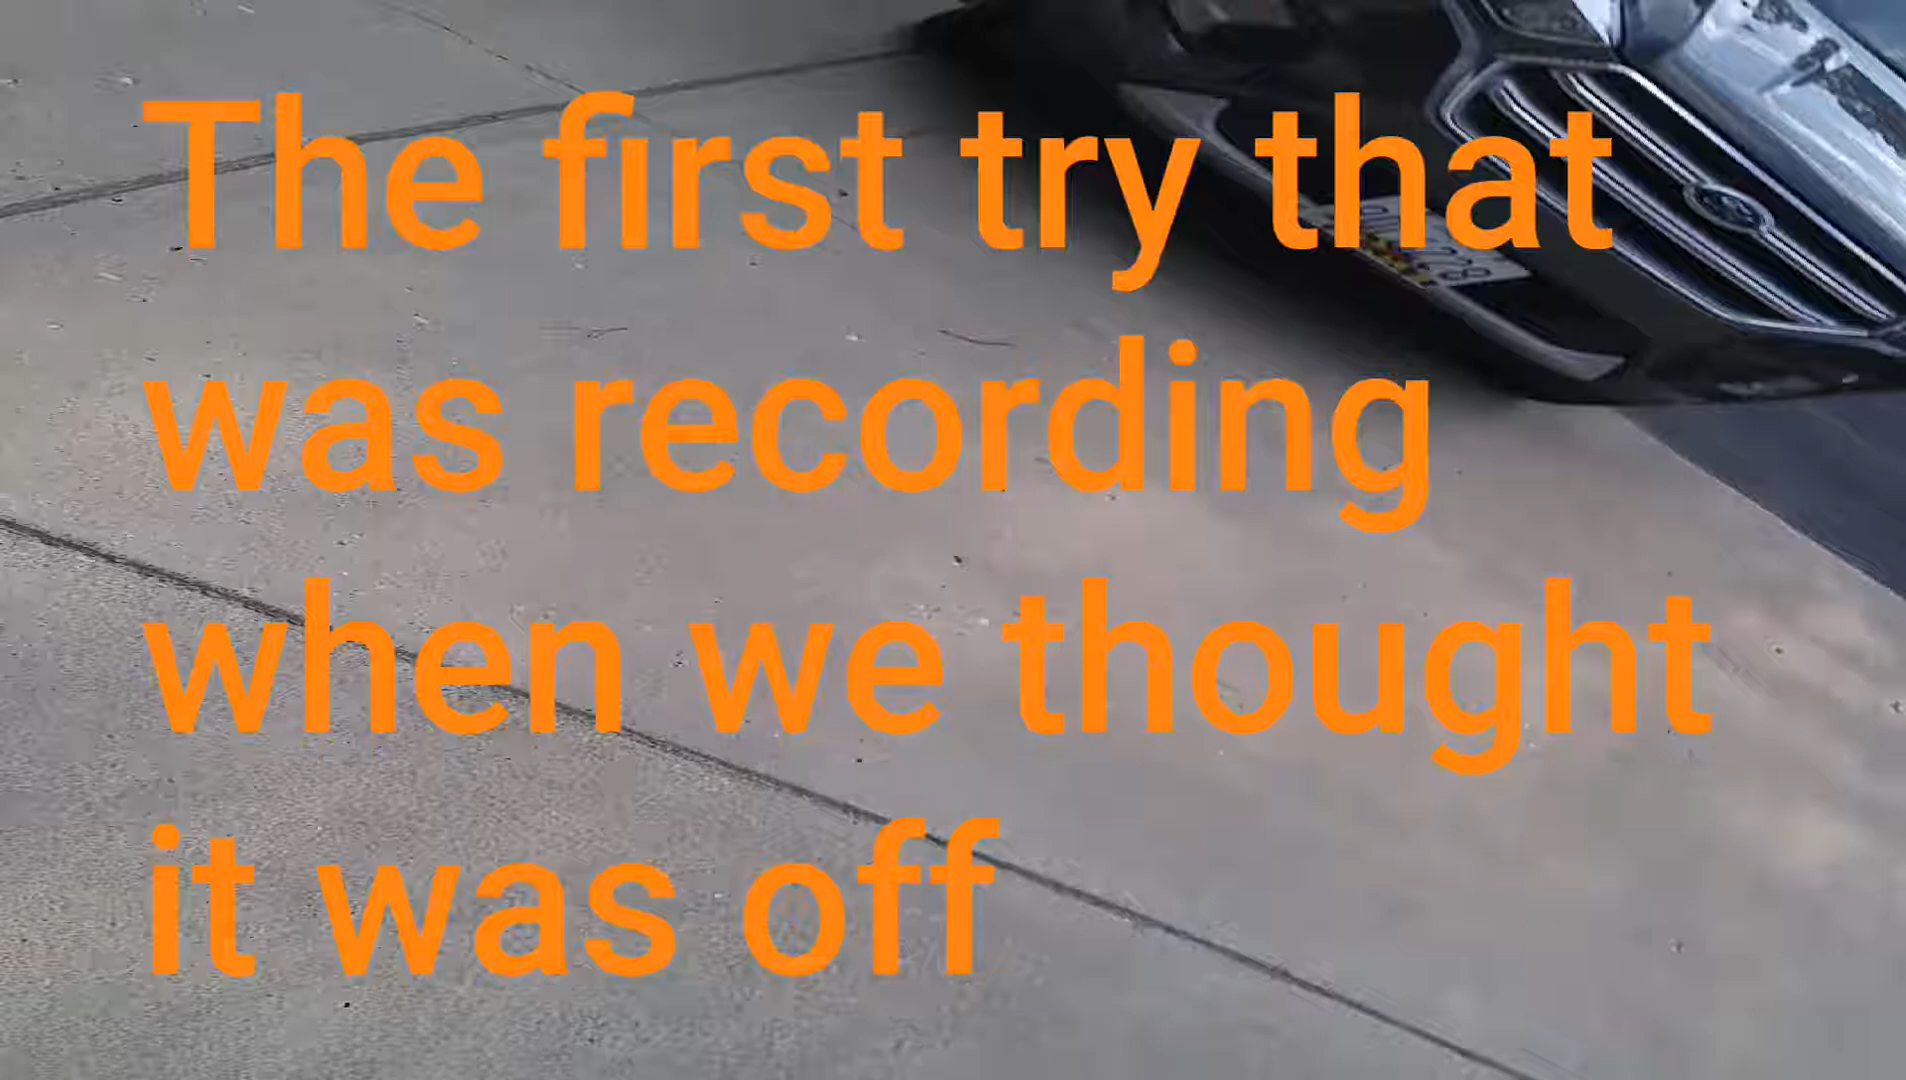 The first try that
was recording
when we thought
it was off